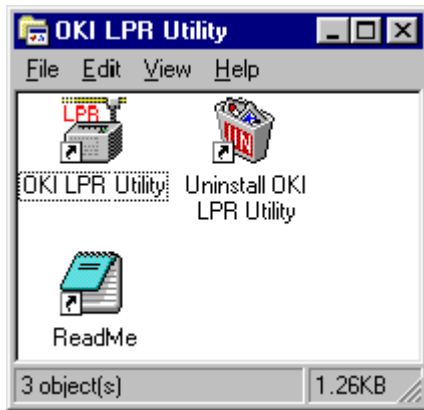 OKI LPR Utility
File Edit View Help
LPR
UN
OKI LPR Utility
Uninstall OKI
LPR Utility
ReadMe
3 object(s) 1.26KB